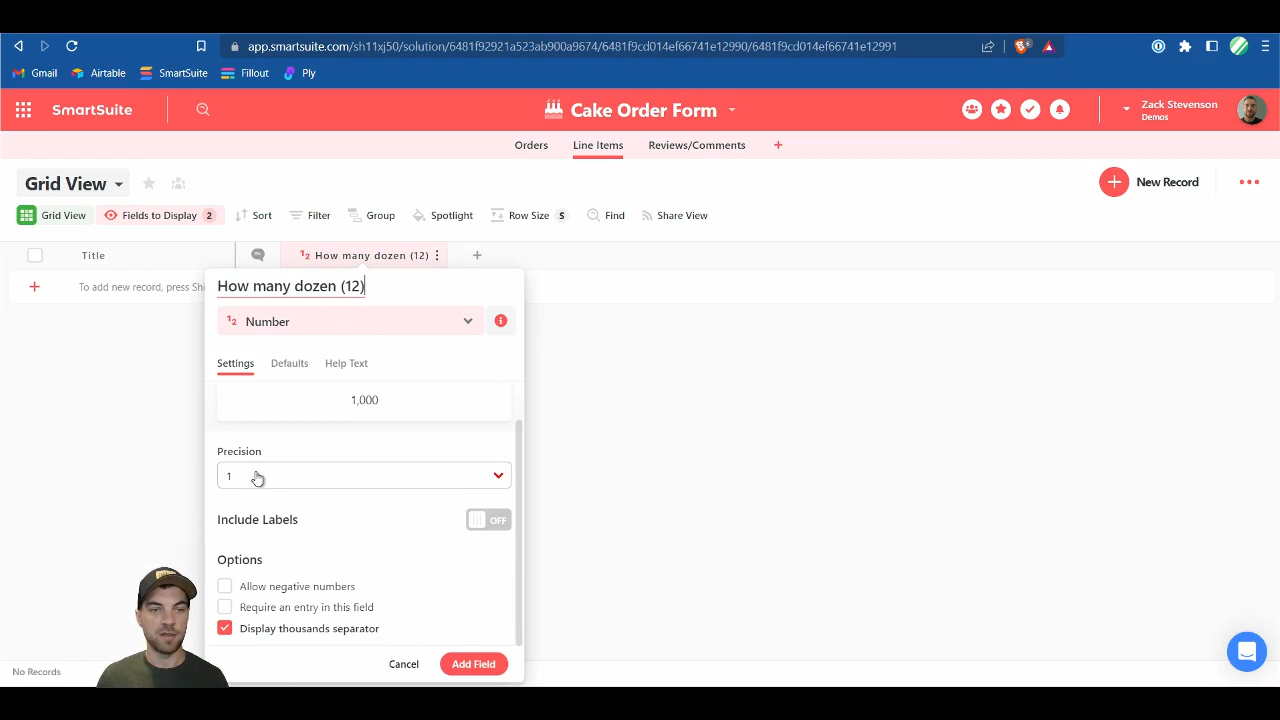 app.smartsuite.com/sh11xj50/solution/6481f92921a523ab900a9674/6481f9cd014ef66741e12990/6481f9cd014ef66741e12991
6
Gmail Airtable SmartSuite Fillout Ply
SmartSuite Cake Order Form Zack Stevenson
Demos
Orders Line Items Reviews/Comments +
Grid View New Record
Grid View Fields to Display 2 Sort Filter Group Spotlight Row Size S Find Share View
Title 1₂ How many dozen (12) +
+ To add new record, press Shi
How many dozen (12)
1₂ Number
Settings Defaults Help Text
1,000
Precision
1
Include Labels OFF
Options
Allow negative numbers
Require an entry in this field
Display thousands separator
Cancel Add Field
No Records